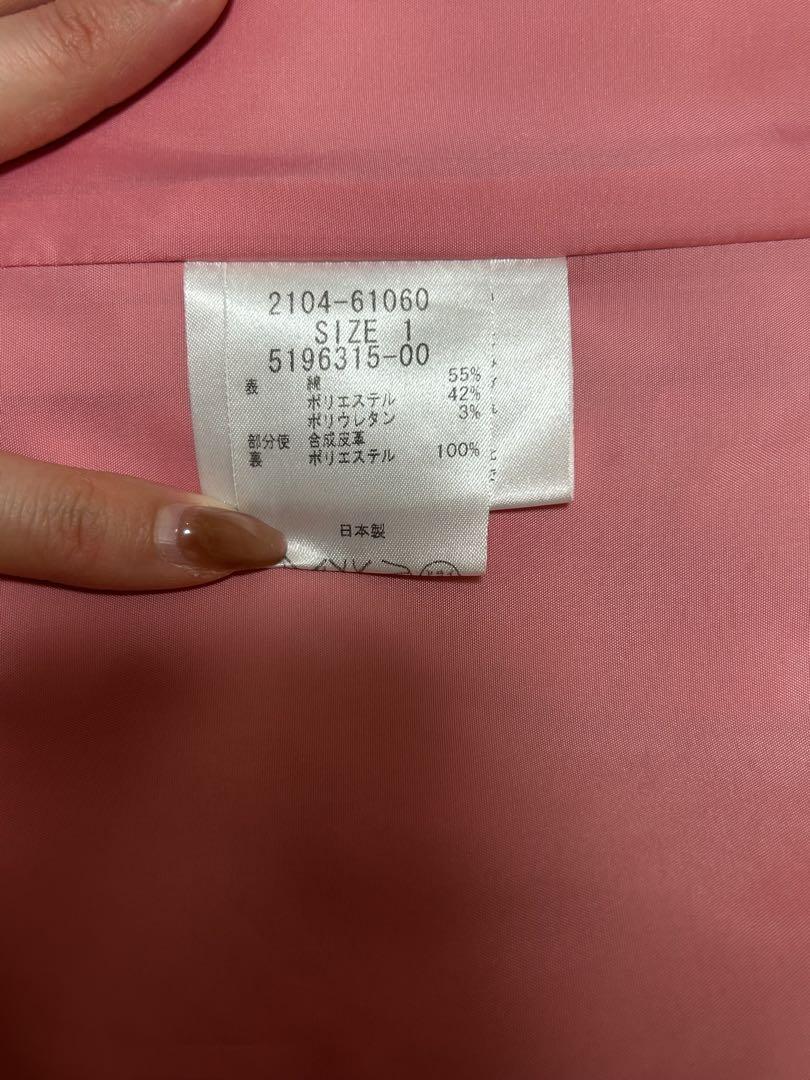 2104-61060
SIZE 1
5196315-00
表 綿 55%
ポリエステル 42%
ポリウレタン 3%
部分使 合成皮革
裏 ポリエステル 100%
日本製